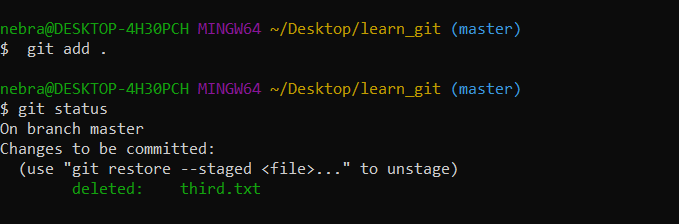 nebra@DESKTOP-4H30PCH MINGW64 ~/Desktop/learn_git (master)
$  git add .
nebra@DESKTOP-4H30PCH MINGW64 ~/Desktop/learn_git (master)
$ git status
On branch master
Changes to be committed:
  (use "git restore --staged <file>..." to unstage)
        deleted:    third.txt